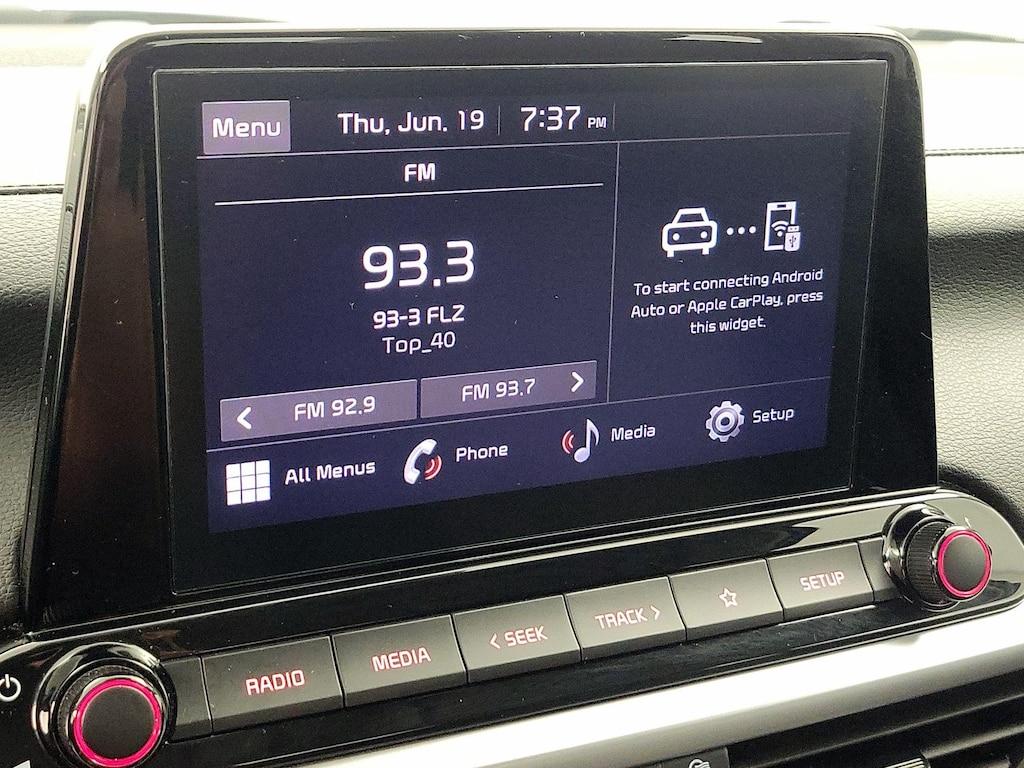 Menu
Thu, Jun. 19
7:37 PM
FM
93.3
93-3 FLZ
Top_40
FM 92.9
FM 93.7
To start connecting Android
Auto or Apple CarPlay, press
this widget.
All Menus
Phone
Media
Setup
RADIO
MEDIA
< SEEK
TRACK >
SETUP